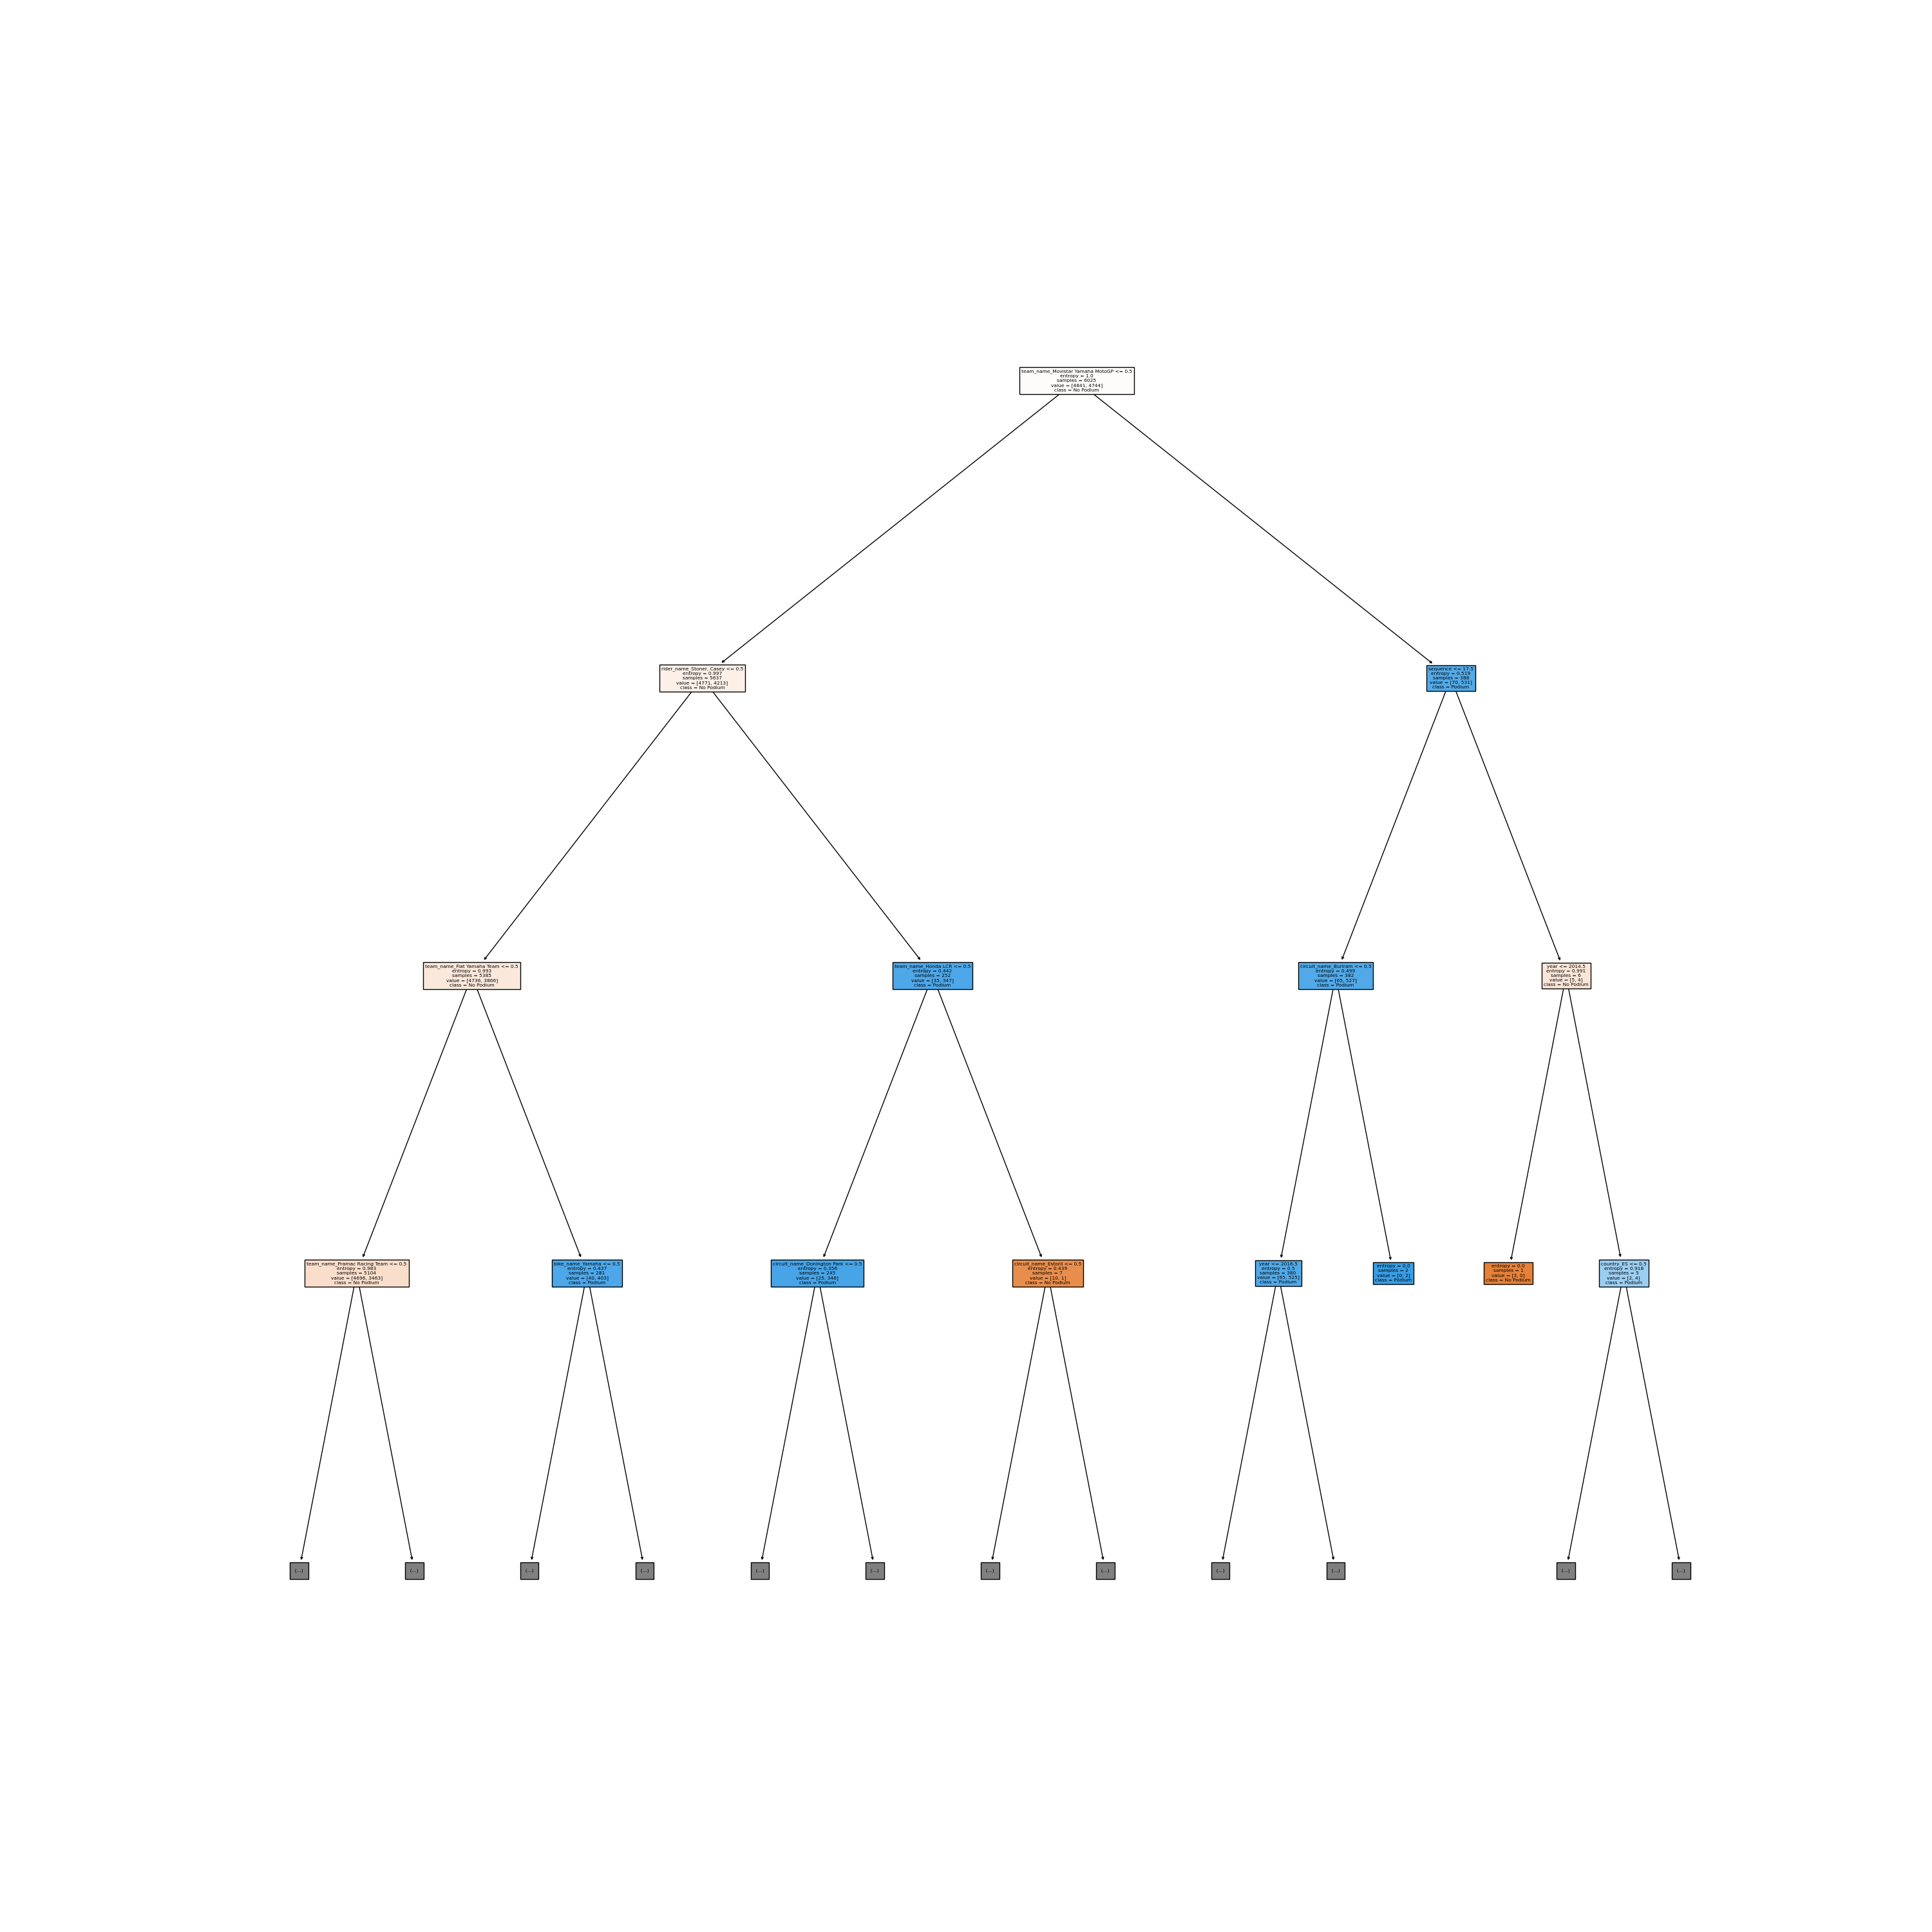 team_name_Movistar Yamaha MotoGP <= 0.5
entropy = 1.0
samples = 6025
value = [4841, 4744]
class = No Podium
rider_name_Stoner, Casey <= 0.5
entropy = 0.997
samples = 5637
value = [4771, 4213]
class = No Podium
sequence <= 17.5
entropy = 0.519
samples = 388
value = [70, 531]
class = Podium
team_name_Fiat Yamaha Team <= 0.5
entropy = 0.993
samples = 5385
value = [4736, 3866]
class = No Podium
team_name_Honda LCR <= 0.5
entropy = 0.442
samples = 252
value = [35, 347]
class = Podium
circuit_name_Buriram <= 0.5
entropy = 0.499
samples = 382
value = [65, 527]
class = Podium
year <= 2014.5
entropy = 0.991
samples = 6
value = [5, 4]
class = No Podium
team_name_Pramac Racing Team <= 0.5
entropy = 0.983
samples = 5104
value = [4696, 3463]
class = No Podium
bike_name_Yamaha <= 0.5
entropy = 0.437
samples = 281
value = [40, 403]
class = Podium
circuit_name_Donington Park <= 0.5
entropy = 0.356
samples = 245
value = [25, 346]
class = Podium
circuit_name_Estoril <= 0.5
entropy = 0.439
samples = 7
value = [10, 1]
class = No Podium
year <= 2016.5
entropy = 0.5
samples = 380
value = [65, 525]
class = Podium
entropy = 0.0
samples = 2
value = [0, 2]
class = Podium
entropy = 0.0
samples = 1
value = [3, 0]
class = No Podium
country_ES <= 0.5
entropy = 0.918
samples = 5
value = [2, 4]
class = Podium
(...)
(...)
(...)
(...)
(...)
(...)
(...)
(...)
(...)
(...)
(...)
(...)